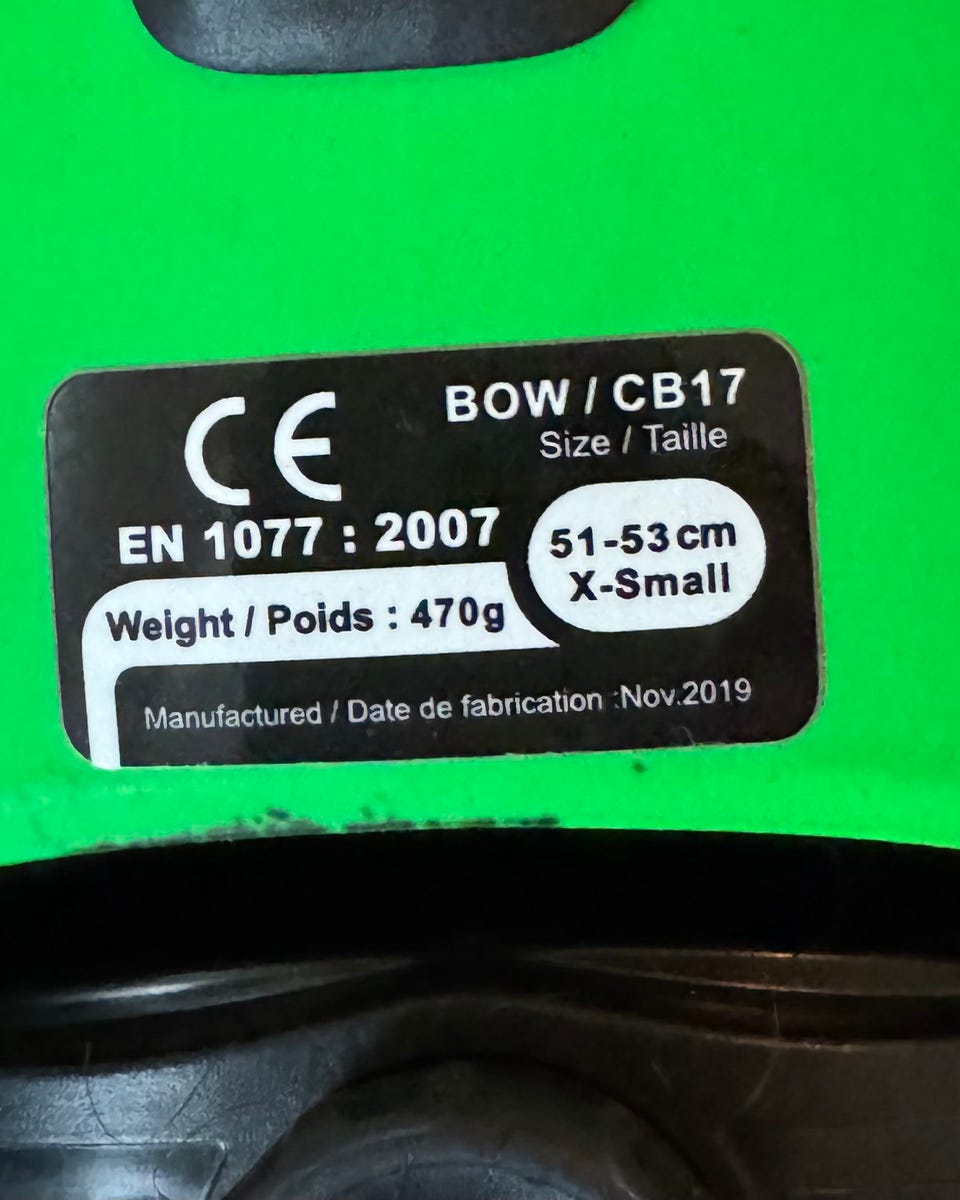 CE
BOW / CB17
Size / Taille
EN 1077 : 2007
51-53cm
X-Small
Weight / Poids : 470g
Manufactured / Date de fabrication :Nov.2019